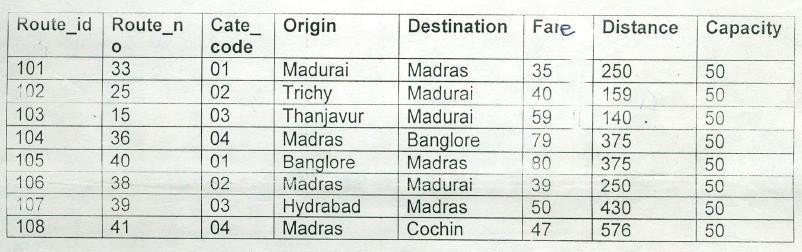 Route_id Route_n Cate_ Origin Destination Fare Distance Capacity
o code
101 33 01 Madurai Madras 35 250 50
102 25 02 Trichy Madurai 40 159 50
103 15 03 Thanjavur Madurai 59 140 50
104 36 04 Madras Banglore 79 375 50
105 40 01 Banglore Madras 80 375 50
106 38 02 Madras Madurai 39 250 50
107 39 03 Hydrabad Madras 50 430 50
108 41 04 Madras Cochin 47 576 50